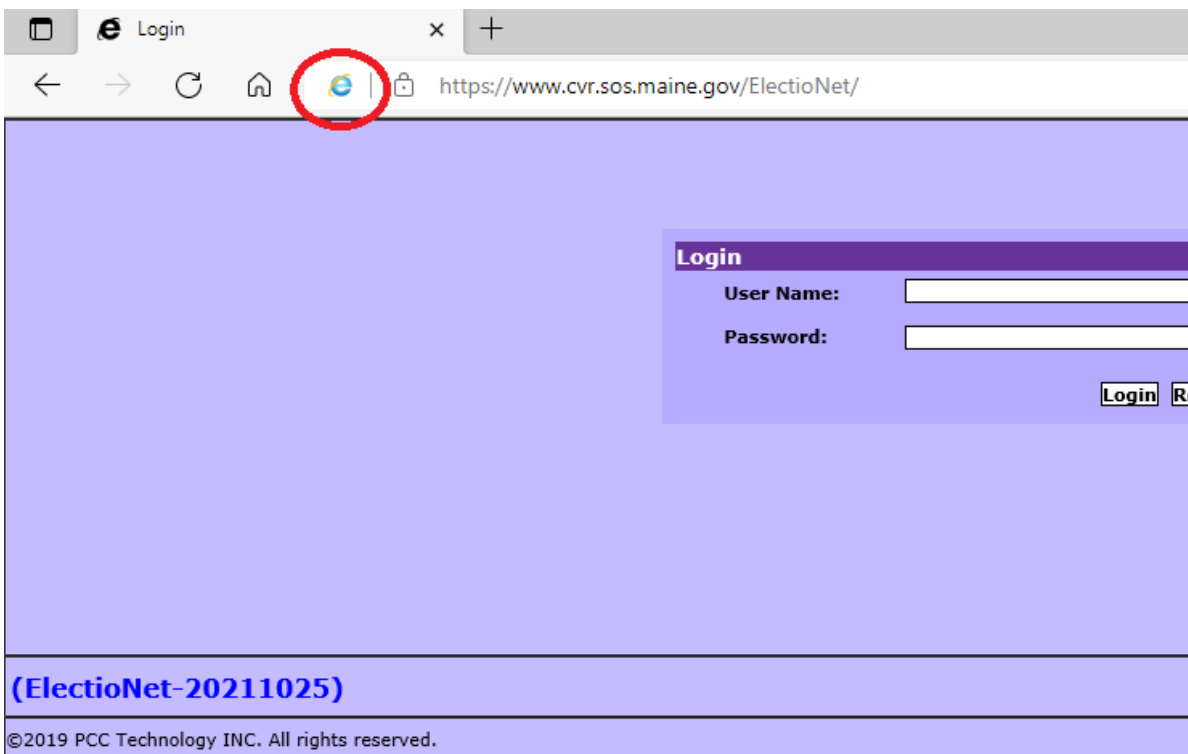 Login
https://www.cvr.sos.maine.gov/ElectioNet/
Login
User Name:
Password:
Login
(ElectioNet-20211025)
©2019 PCC Technology INC. All rights reserved.